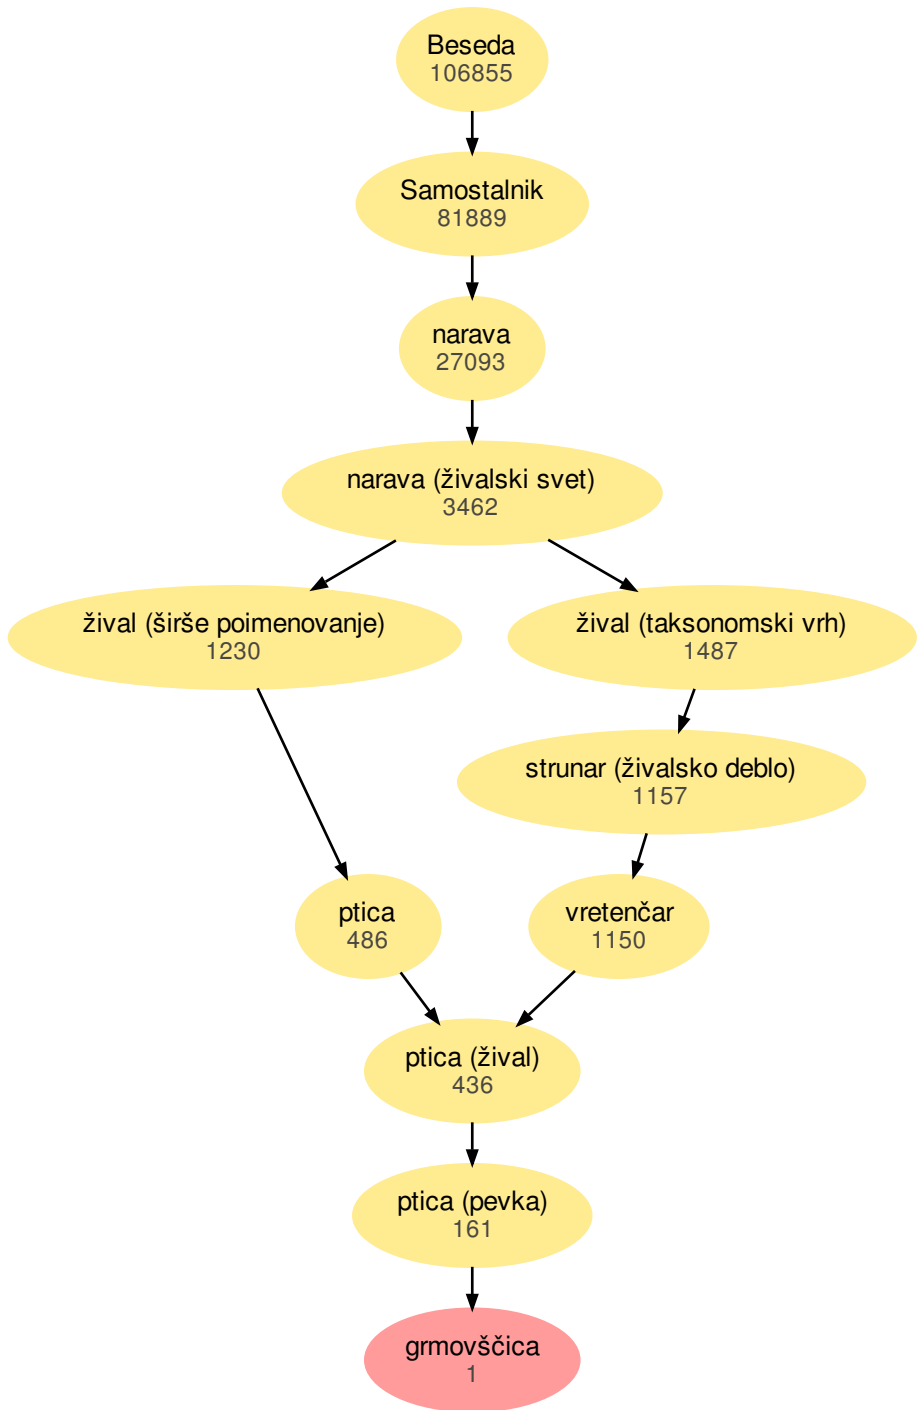 Beseda
106855
Samostalnik
81889
narava
27093
narava (živalski svet)
3462
žival (širše poimenovanje)
1230
žival (taksonomski vrh)
1487
strunar (živalsko deblo)
1157
ptica
486
vretenčar
1150
ptica (žival)
436
ptica (pevka)
161
grmovščica
1